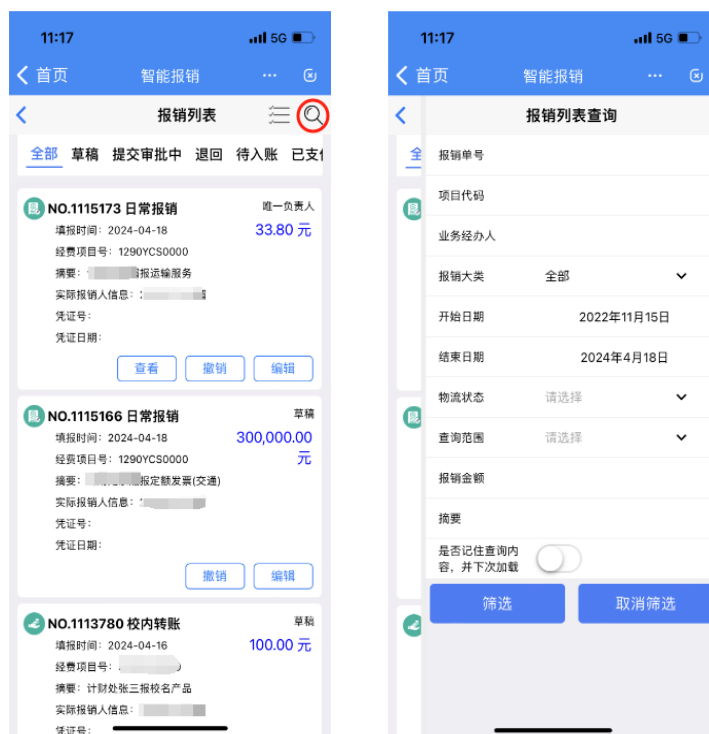 11:17
5G
首页
智能报销
报销列表
全部 草稿 提交审批中 退回 待入账
NO.1115173 日常报销
唯一负责人
填报时间：2024-04-18
33.80 元
经费项目号：1290YCS0000
摘要：
报运输服务
实际报销人信息：
凭证号：
凭证日期：
查看 撤销 编辑
NO.1115166 日常报销
草稿
填报时间：2024-04-18
300,000.00
元
经费项目号：1290YCS0000
摘要：
报定额发票(交通)
实际报销人信息：
凭证号：
凭证日期：
撤销 编辑
NO.1113780 校内转账
草稿
填报时间：2024-04-16
100.00 元
经费项目号：
摘要：计财处张三报校名产品
实际报销人信息：
凭证号：
11:17
5G
首页
智能报销
报销列表查询
报销单号
项目代码
业务经办人
报销大类 全部
开始日期 2022年11月15日
结束日期 2024年4月18日
物流状态 请选择
查询范围 请选择
报销金额
摘要
是否记住查询内
容，并下次加载
筛选 取消筛选